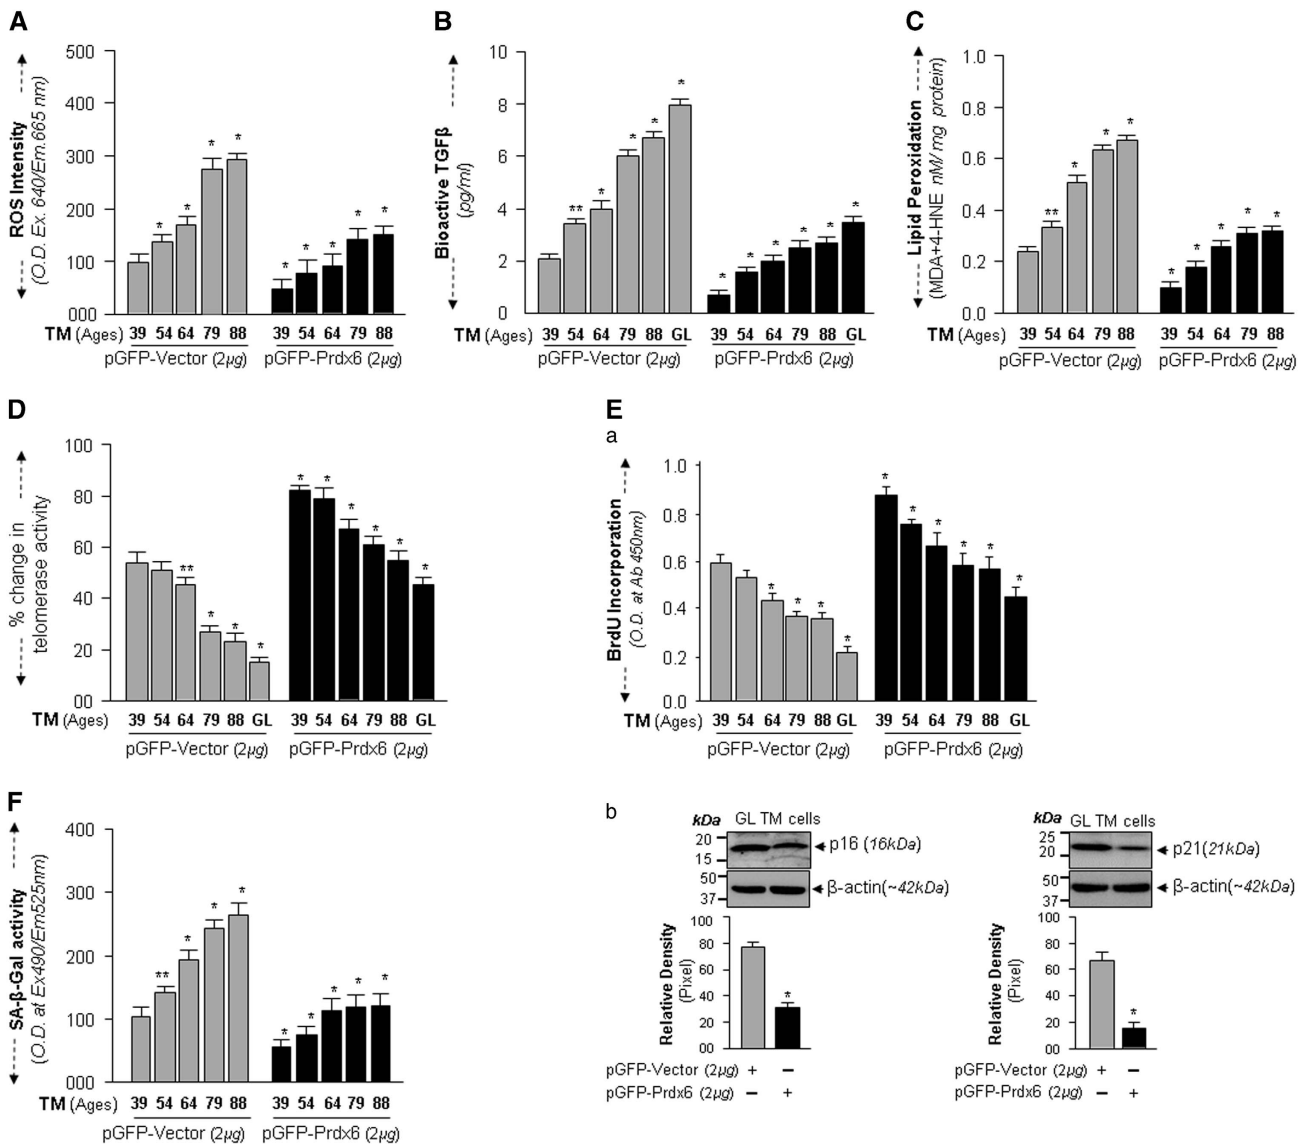 A
ROS Intensity
(O.D. Ex. 640/Em.665 nm)
500
400
300
200
100
000
* * * * * * * * *
TM (Ages) 39 54 64 79 88 39 54 64 79 88
pGFP-Vector (2µg) pGFP-Prdx6 (2µg)
B
Bioactive TGFβ
(pg/ml)
10
8
6
4
2
0
** * * * * * * * * * *
39 54 64 79 88 GL 39 54 64 79 88 GL
TM (Ages)
pGFP-Vector (2µg) pGFP-Prdx6 (2µg)
C
Lipid Peroxidation
(MDA+4-HNE nM/ mg protein)
1.0
0.8
0.6
0.4
0.2
0.0
** * * * * * * * *
TM (Ages) 39 54 64 79 88 39 54 64 79 88
pGFP-Vector (2µg) pGFP-Prdx6 (2µg)
D
% change in
telomerase activity
100
80
60
40
20
00
** * * * * * * * * *
TM (Ages) 39 54 64 79 88 GL 39 54 64 79 88 GL
pGFP-Vector (2µg) pGFP-Prdx6 (2µg)
E
a
BrdU Incorporation
(O.D. at Ab 450nm)
1.0
0.8
0.6
0.4
0.2
0.0
* * * * * * * * * *
TM (Ages) 39 54 64 79 88 GL 39 54 64 79 88 GL
pGFP-Vector (2µg) pGFP-Prdx6 (2µg)
F
SA-β-Gal activity
(O.D. at Ex490/Em525nm)
400
300
200
100
000
** * * * * * * * *
TM (Ages) 39 54 64 79 88 39 54 64 79 88
pGFP-Vector (2µg) pGFP-Prdx6 (2µg)
b
kDa GL TM cells
20
15
p16 (16kDa)
50
37
β-actin(~42kDa)
Relative Density
(Pixel)
100
80
60
40
20
00
*
pGFP-Vector (2µg) + −
pGFP-Prdx6 (2µg) − +
kDa GL TM cells
25
20
p21(21kDa)
50
37
β-actin(~42kDa)
Relative Density
(Pixel)
100
80
60
40
20
00
*
pGFP-Vector (2µg) + −
pGFP-Prdx6 (2µg) − +